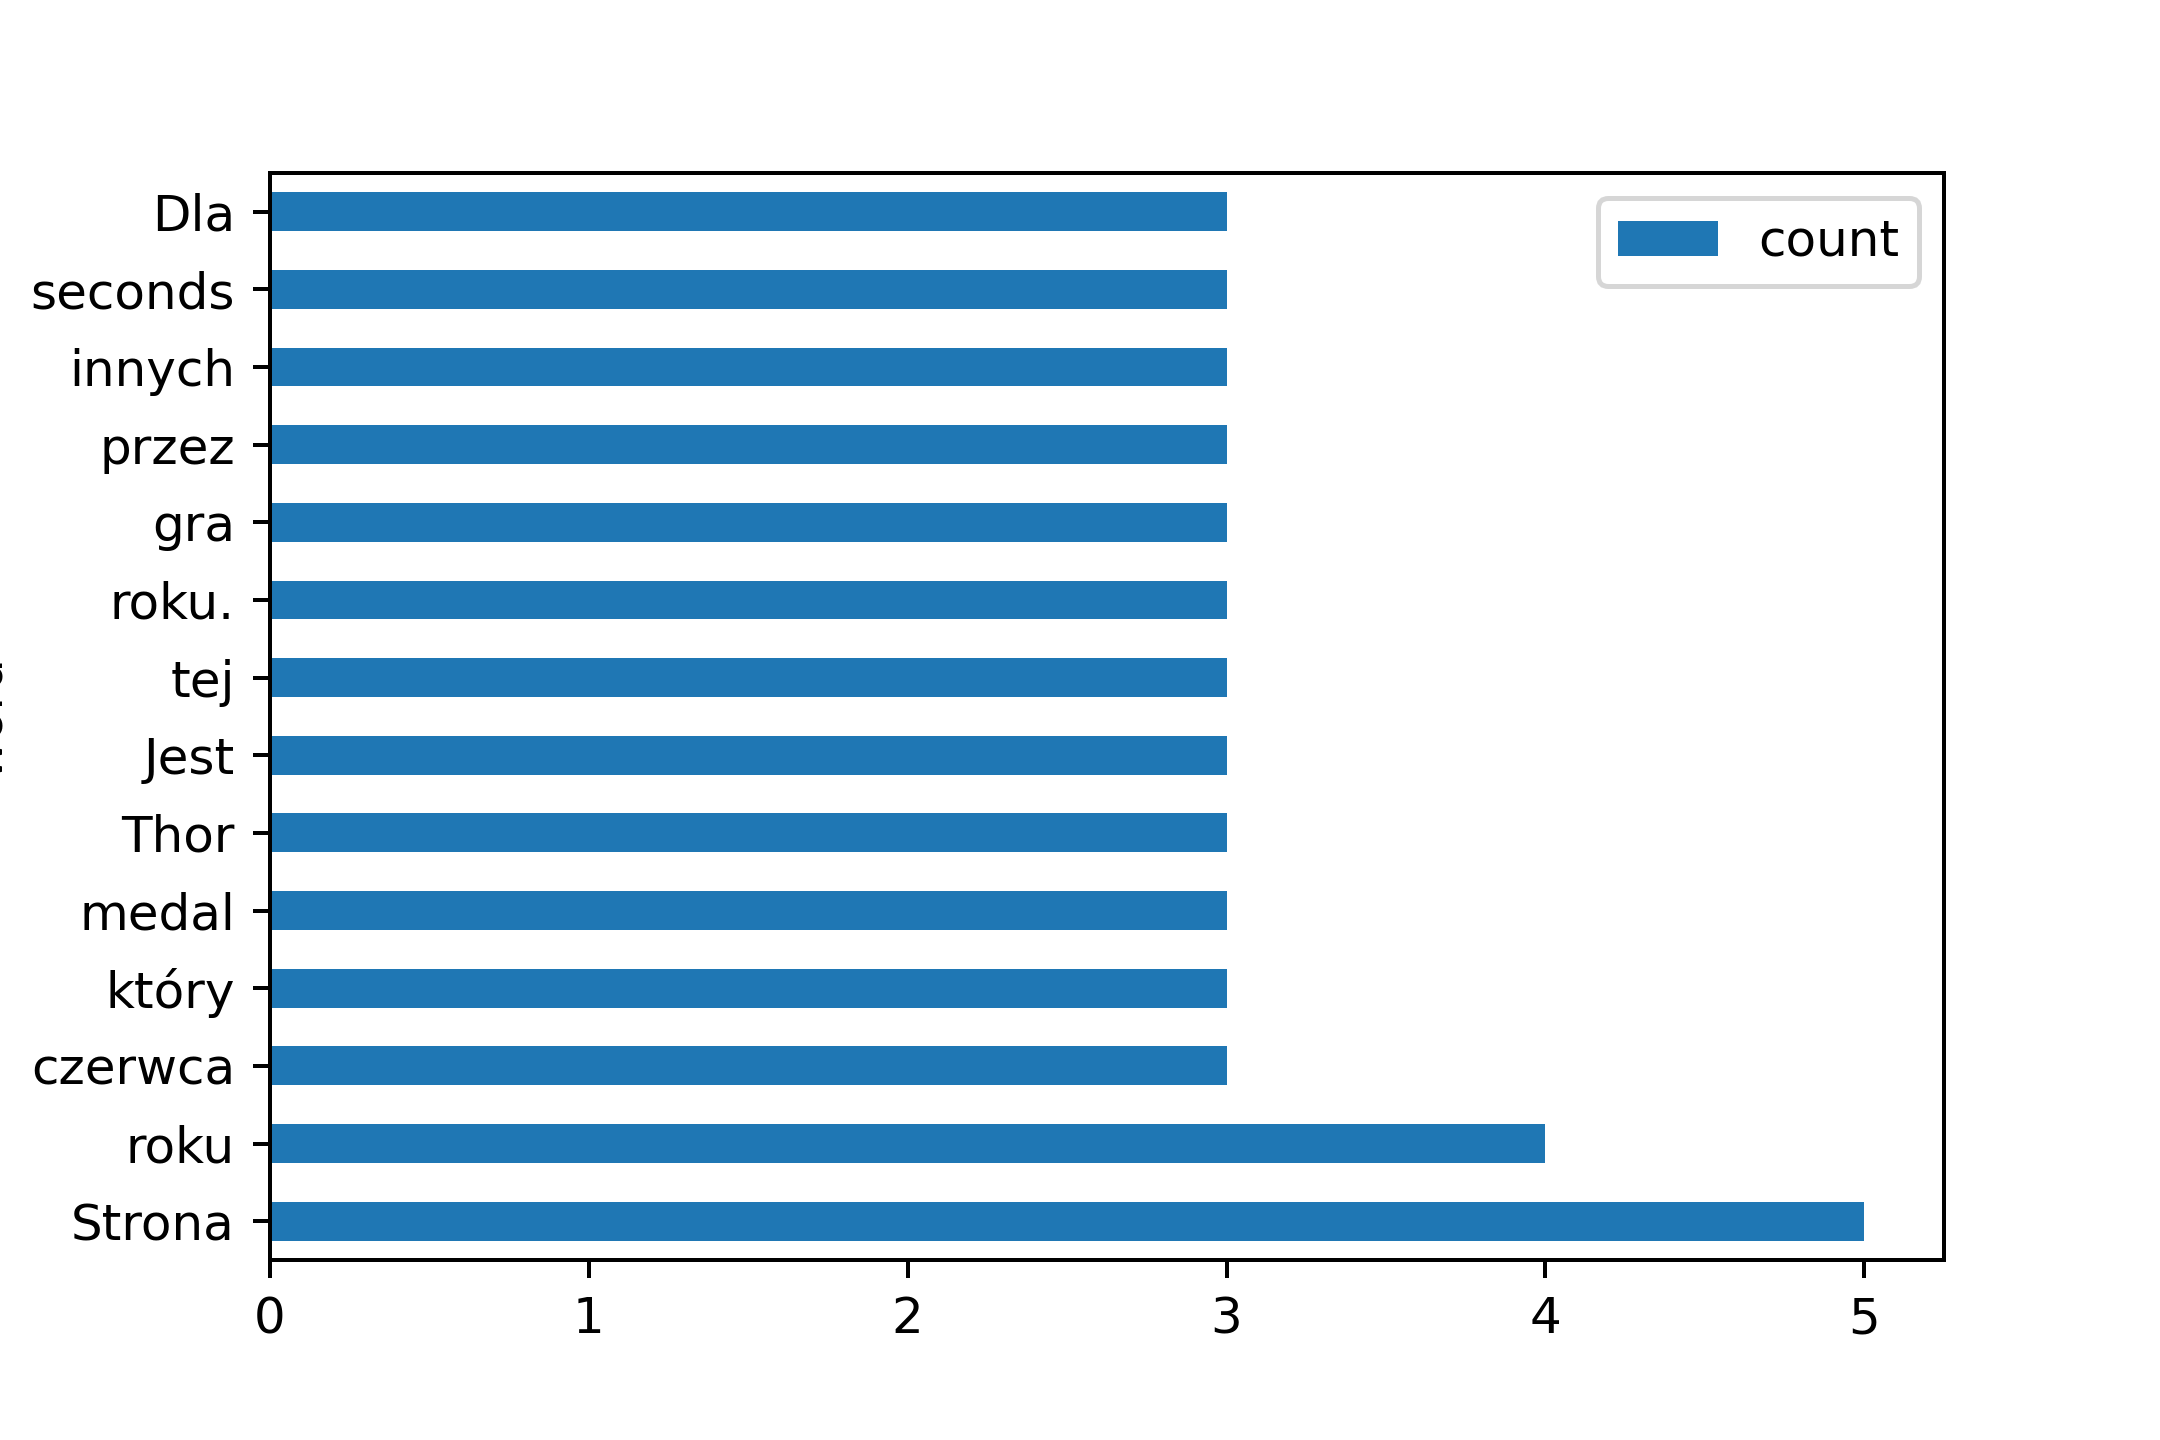 Dla
count
seconds
innych
przez
gra
roku.
tej
Jest
Thor
medal
który
czerwca
roku
Strona
0 1 2 3 4 5